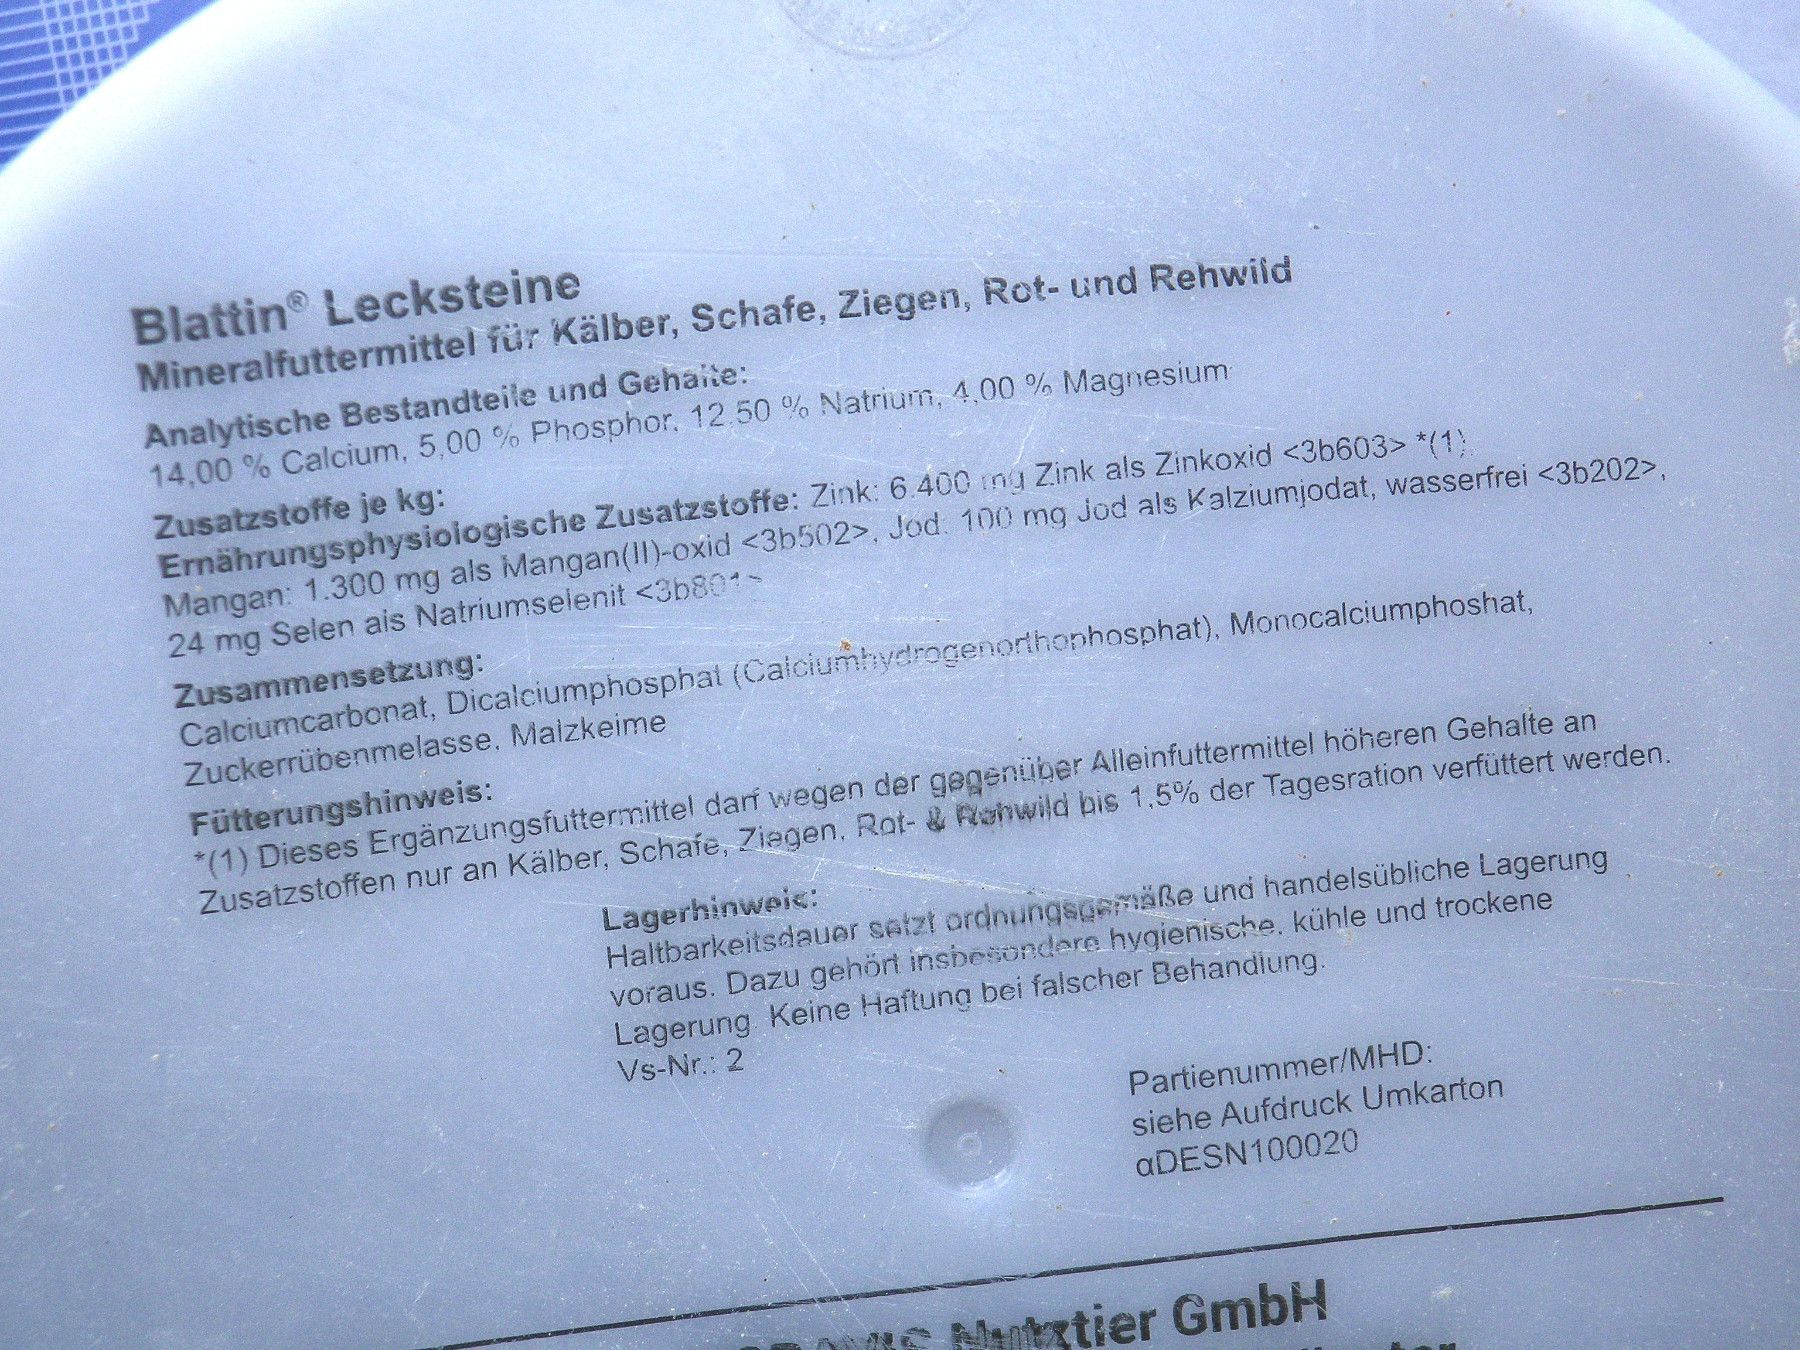 Blattin® Lecksteine
Mineralfuttermittel für Kälber, Schafe, Ziegen, Rot- und Rehwild
Analytische Bestandteile und Gehalte:
14,00 % Calcium, 5,00 % Phosphor, 12,50 % Natrium, 4,00 % Magnesium
Zusatzstoffe je kg:
Ernährungsphysiologische Zusatzstoffe: Zink: 6.400 mg Zink als Zinkoxid <3b603> *(1),
Mangan: 1.300 mg als Mangan(II)-oxid <3b502>, Jod: 100 mg Jod als Kalziumjodat, wasserfrei <3b202>,
24 mg Selen als Natriumselenit <3b801>
Zusammensetzung:
Calciumcarbonat, Dicalciumphosphat (Calciumhydrogenorthophosphat), Monocalciumphoshat,
Zuckerrübenmelasse, Malzkeime
Fütterungshinweis:
*(1) Dieses Ergänzungsfuttermittel darf wegen der gegenüber Alleinfuttermittel höheren Gehalte an
Zusatzstoffen nur an Kälber, Schafe, Ziegen, Rot- & Rehwild bis 1,5% der Tagesration verfüttert werden.
Lagerhinweis:
Haltbarkeitsdauer setzt ordnungsgemäße und handelsübliche Lagerung
voraus. Dazu gehört insbesondere hygienische, kühle und trockene
Lagerung. Keine Haftung bei falscher Behandlung.
Vs-Nr.: 2
Partienummer/MHD:
siehe Aufdruck Umkarton
αDESN100020
Nutztier GmbH